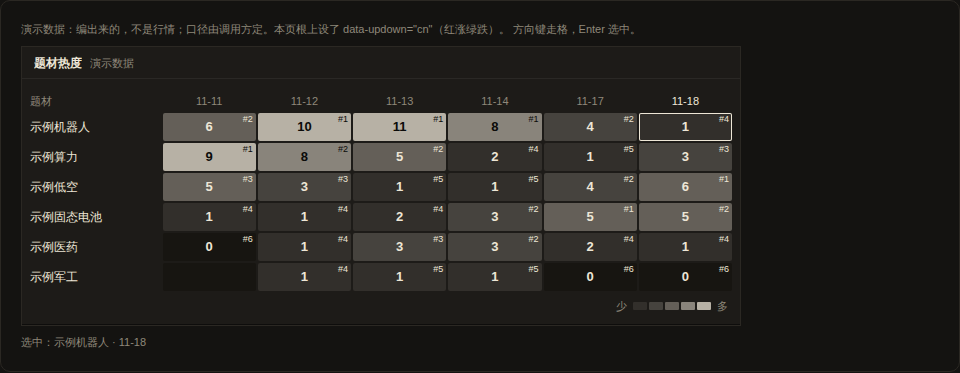 演示数据：编出来的，不是行情；口径由调用方定。本页根上设了 data-updown="cn"（红涨绿跌）。 方向键走格，Enter 选中。
题材热度 演示数据
题材 11-11 11-12 11-13 11-14 11-17 11-18
示例机器人 6 #2 10 #1 11 #1 8 #1 4 #2 1 #4
示例算力 9 #1 8 #2 5 #2 2 #4 1 #5 3 #3
示例低空 5 #3 3 #3 1 #5 1 #5 4 #2 6 #1
示例固态电池 1 #4 1 #4 2 #4 3 #2 5 #1 5 #2
示例医药 0 #6 1 #4 3 #3 3 #2 2 #4 1 #4
示例军工 1 #4 1 #5 1 #5 0 #6 0 #6
少 多
选中：示例机器人 · 11-18